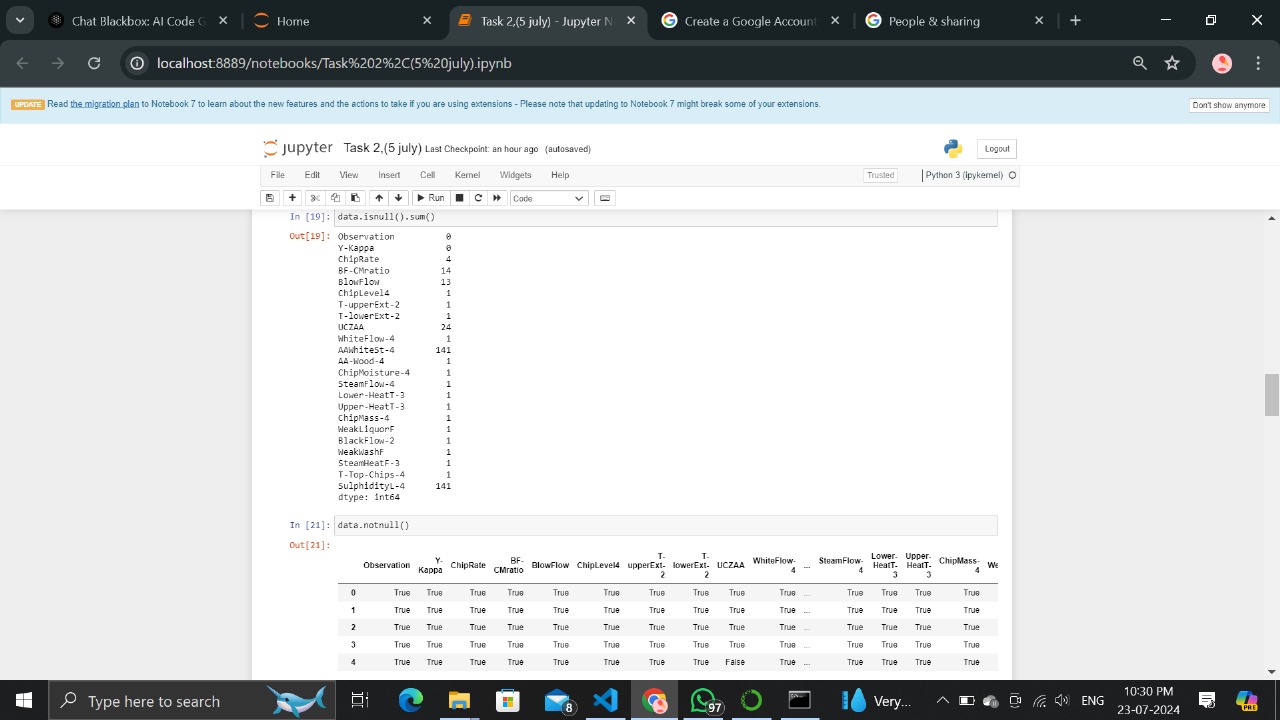 Chat Blackbox: AI Code G
Home
Task 2,(5 july) - Jupyter N
Create a Google Account
People & sharing
localhost:8889/notebooks/Task%202%2C(5%20july).ipynb
UPDATE Read the migration plan to Notebook 7 to learn about the new features and the actions to take if you are using extensions - Please note that updating to Notebook 7 might break some of your extensions.
Don't show anymore
jupyter Task 2,(5 july) Last Checkpoint: an hour ago (autosaved)
Logout
File Edit View Insert Cell Kernel Widgets Help
Trusted Python 3 (ipykernel)
Run Code
In [19]: data.isnull().sum()
Out[19]: Observation 0
Y-Kappa 0
ChipRate 4
BF-CMratio 14
BlowFlow 13
ChipLevel4 1
T-upperExt-2 1
T-lowerExt-2 1
UCZAA 24
WhiteFlow-4 1
AAWhiteSt-4 141
AA-Wood-4 1
ChipMoisture-4 1
SteamFlow-4 1
Lower-HeatT-3 1
Upper-HeatT-3 1
ChipMass-4 1
WeakLiquorF 1
BlackFlow-2 1
WeakWashF 1
SteamHeatF-3 1
T-Top-Chips-4 1
SulphidityL-4 141
dtype: int64
In [21]: data.notnull()
Out[21]:
Observation Y-Kappa ChipRate BF-CMratio BlowFlow ChipLevel4 T-upperExt-2 T-lowerExt-2 UCZAA WhiteFlow-4 ... SteamFlow-4 Lower-HeatT-3 Upper-HeatT-3 ChipMass-4 We
0 True True True True True True True True True True ... True True True True
1 True True True True True True True True True True ... True True True True
2 True True True True True True True True True True ... True True True True
3 True True True True True True True True True True ... True True True True
4 True True True True True True True True False True ... True True True True
Type here to search
8
97
Very...
ENG
10:30 PM
23-07-2024
PRE